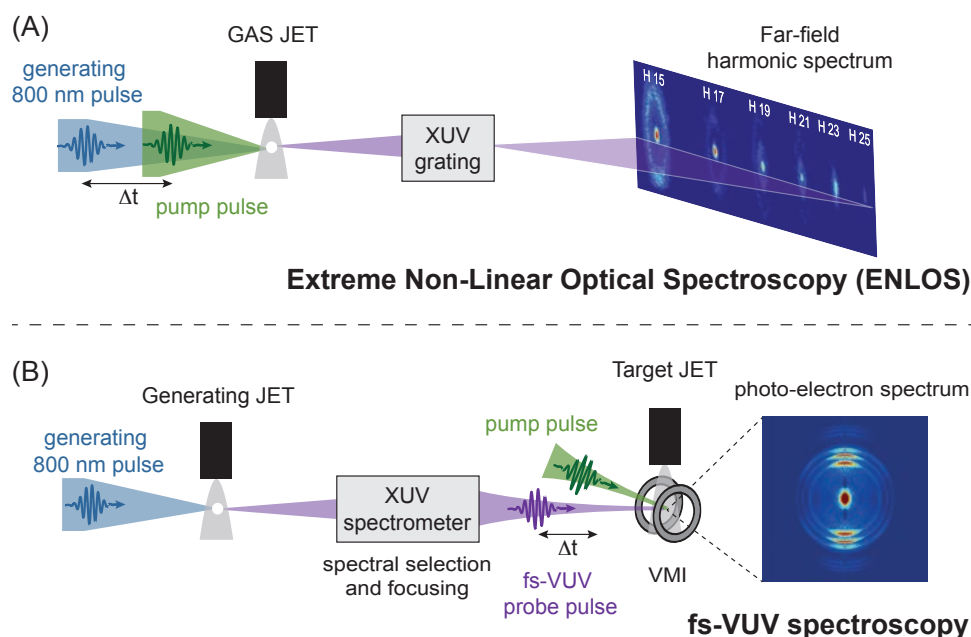 (A)
GAS JET
generating
800 nm pulse
Δt
pump pulse
XUV
grating
Far-field
harmonic spectrum
H 15
H 17
H 19
H 21
H 23
H 25
Extreme Non-Linear Optical Spectroscopy (ENLOS)
(B)
Generating JET
generating
800 nm pulse
XUV
spectrometer
spectral selection
and focusing
pump pulse
Δt
fs-VUV
probe pulse
Target JET
VMI
photo-electron spectrum
fs-VUV spectroscopy